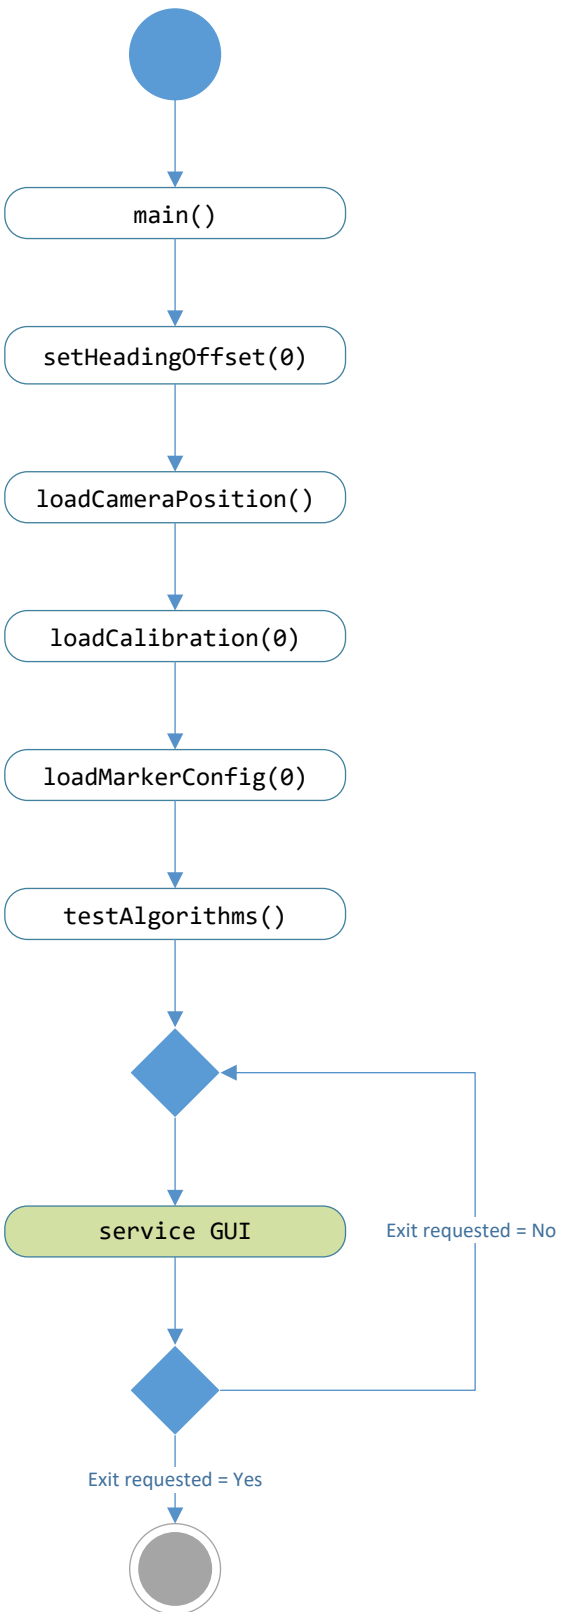 main()
setHeadingOffset(0)
loadCameraPosition()
loadCalibration(0)
loadMarkerConfig(0)
testAlgorithms()
service GUI
Exit requested = No
Exit requested = Yes